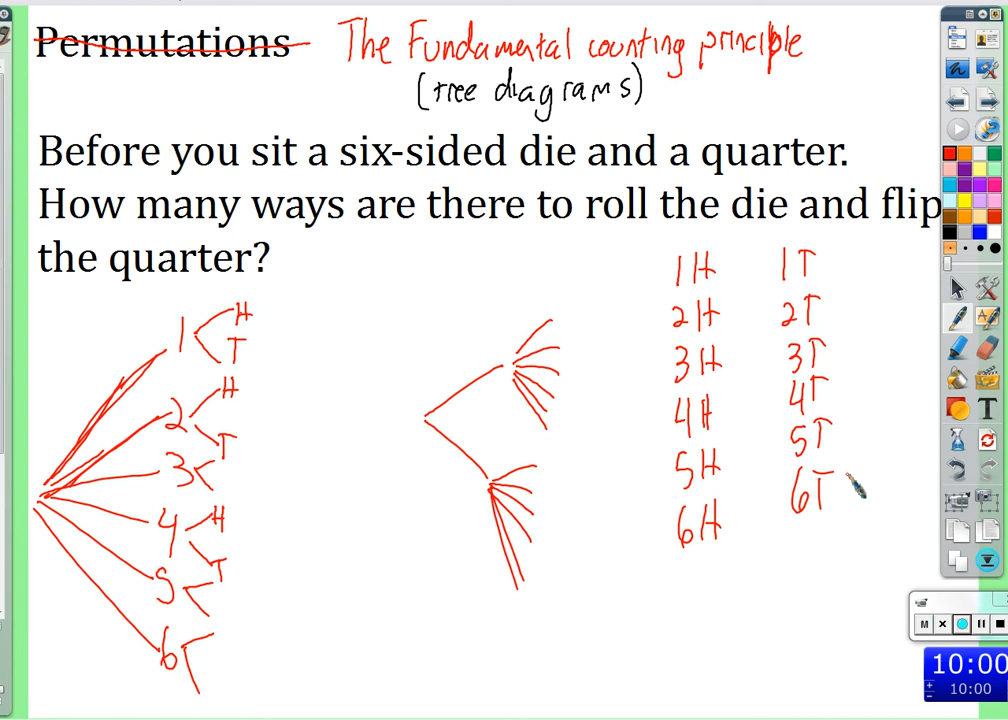 Permutations The Fundamental counting principle
(tree diagrams)
Before you sit a six-sided die and a quarter.
How many ways are there to roll the die and flip
the quarter?
1H 1T
2H 2T
3H 3T
4H 4T
5H 5T
6H 6T
1 H
T
2 H
T
3
4 H
T
5
6
M
T
10:00
10:00